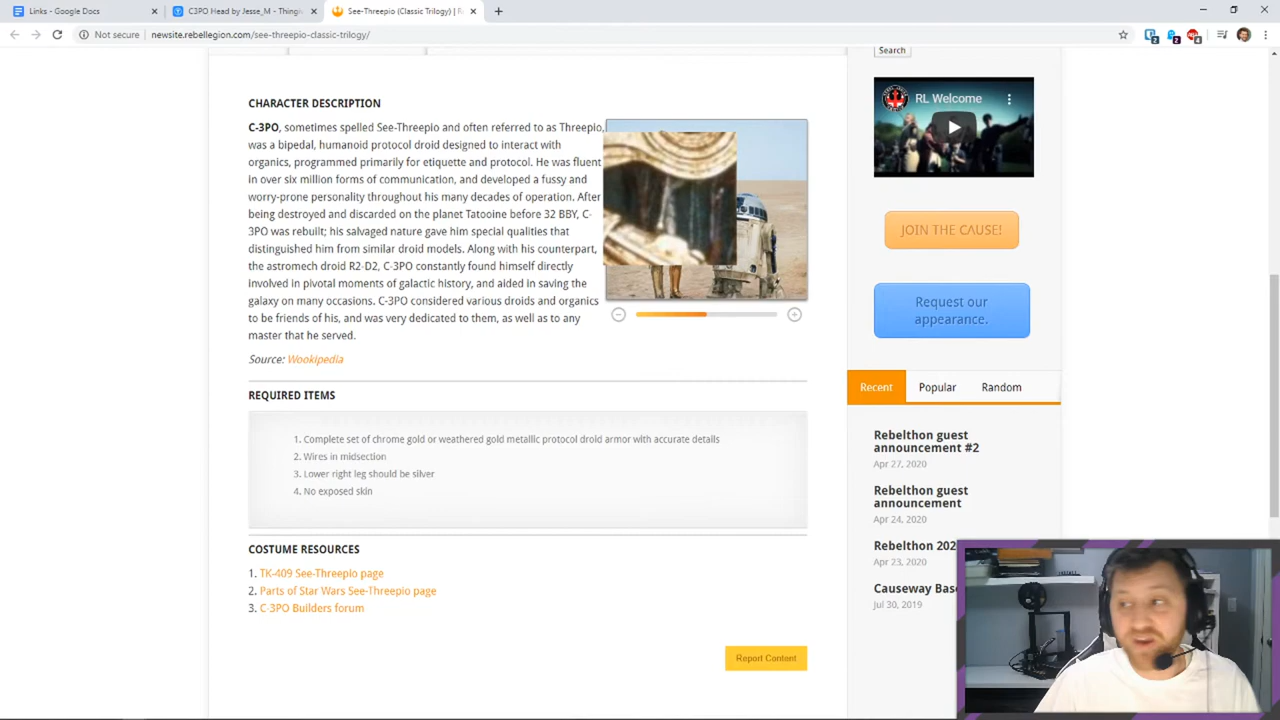 Links - Google Docs
C3PO Head by Jesse_M - Thingi
See-Threepio (Classic Trilogy) | R
Not secure
newsite.rebellegion.com/see-threepio-classic-trilogy/
2
2
4
Search
CHARACTER DESCRIPTION
C-3PO, sometimes spelled See-Threepio and often referred to as Threepio,
was a bipedal, humanoid protocol droid designed to interact with
organics, programmed primarily for etiquette and protocol. He was fluent
in over six million forms of communication, and developed a fussy and
worry-prone personality throughout his many decades of operation. After
being destroyed and discarded on the planet Tatooine before 32 BBY, C-
3PO was rebuilt; his salvaged nature gave him special qualities that
distinguished him from similar droid models. Along with his counterpart,
the astromech droid R2-D2, C-3PO constantly found himself directly
involved in pivotal moments of galactic history, and aided in saving the
galaxy on many occasions. C-3PO considered various droids and organics
to be friends of his, and was very dedicated to them, as well as to any
master that he served.
Source: Wookipedia
REQUIRED ITEMS
1. Complete set of chrome gold or weathered gold metallic protocol droid armor with accurate details
2. Wires in midsection
3. Lower right leg should be silver
4. No exposed skin
COSTUME RESOURCES
1. TK-409 See-Threepio page
2. Parts of Star Wars See-Threepio page
3. C-3PO Builders forum
Report Content
RL Welcome
JOIN THE CAUSE!
Request our
appearance.
Recent Popular Random
Rebelthon guest
announcement #2
Apr 27, 2020
Rebelthon guest
announcement
Apr 24, 2020
Rebelthon 202
Apr 23, 2020
Causeway Bas
Jul 30, 2019